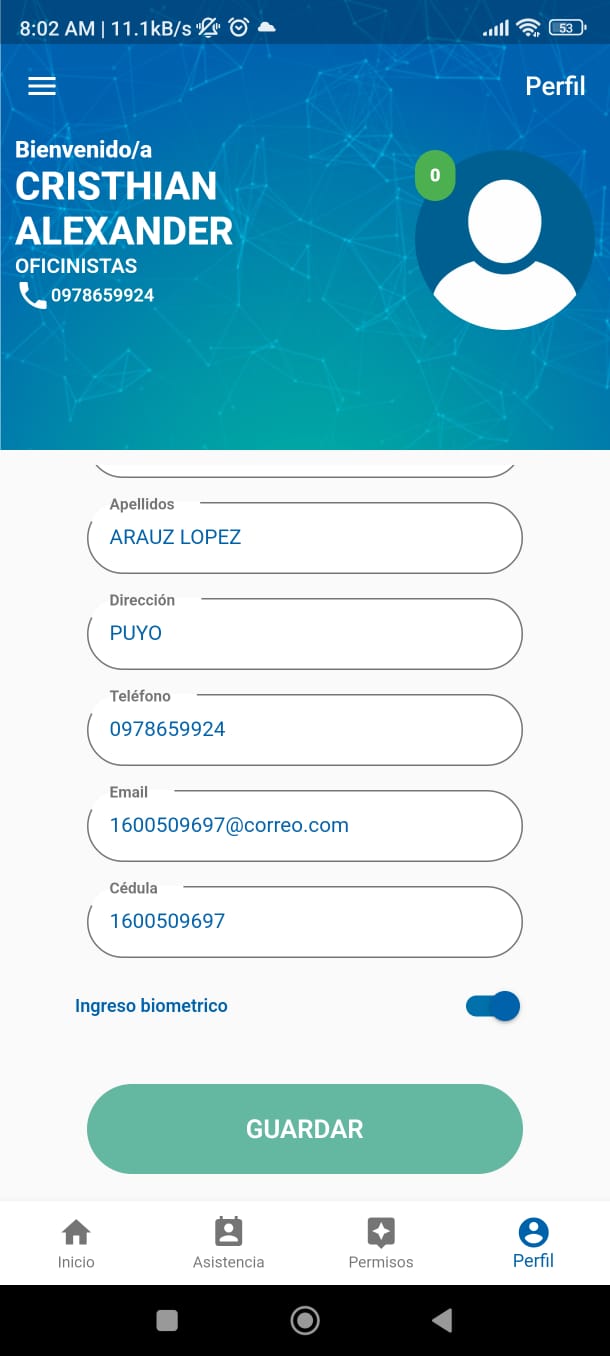 8:02 AM | 11.1kB/s
53
Perfil
Bienvenido/a
CRISTHIAN
ALEXANDER
OFICINISTAS
0978659924
0
Apellidos
ARAUZ LOPEZ
Dirección
PUYO
Teléfono
0978659924
Email
1600509697@correo.com
Cédula
1600509697
Ingreso biometrico
GUARDAR
Inicio
Asistencia
Permisos
Perfil